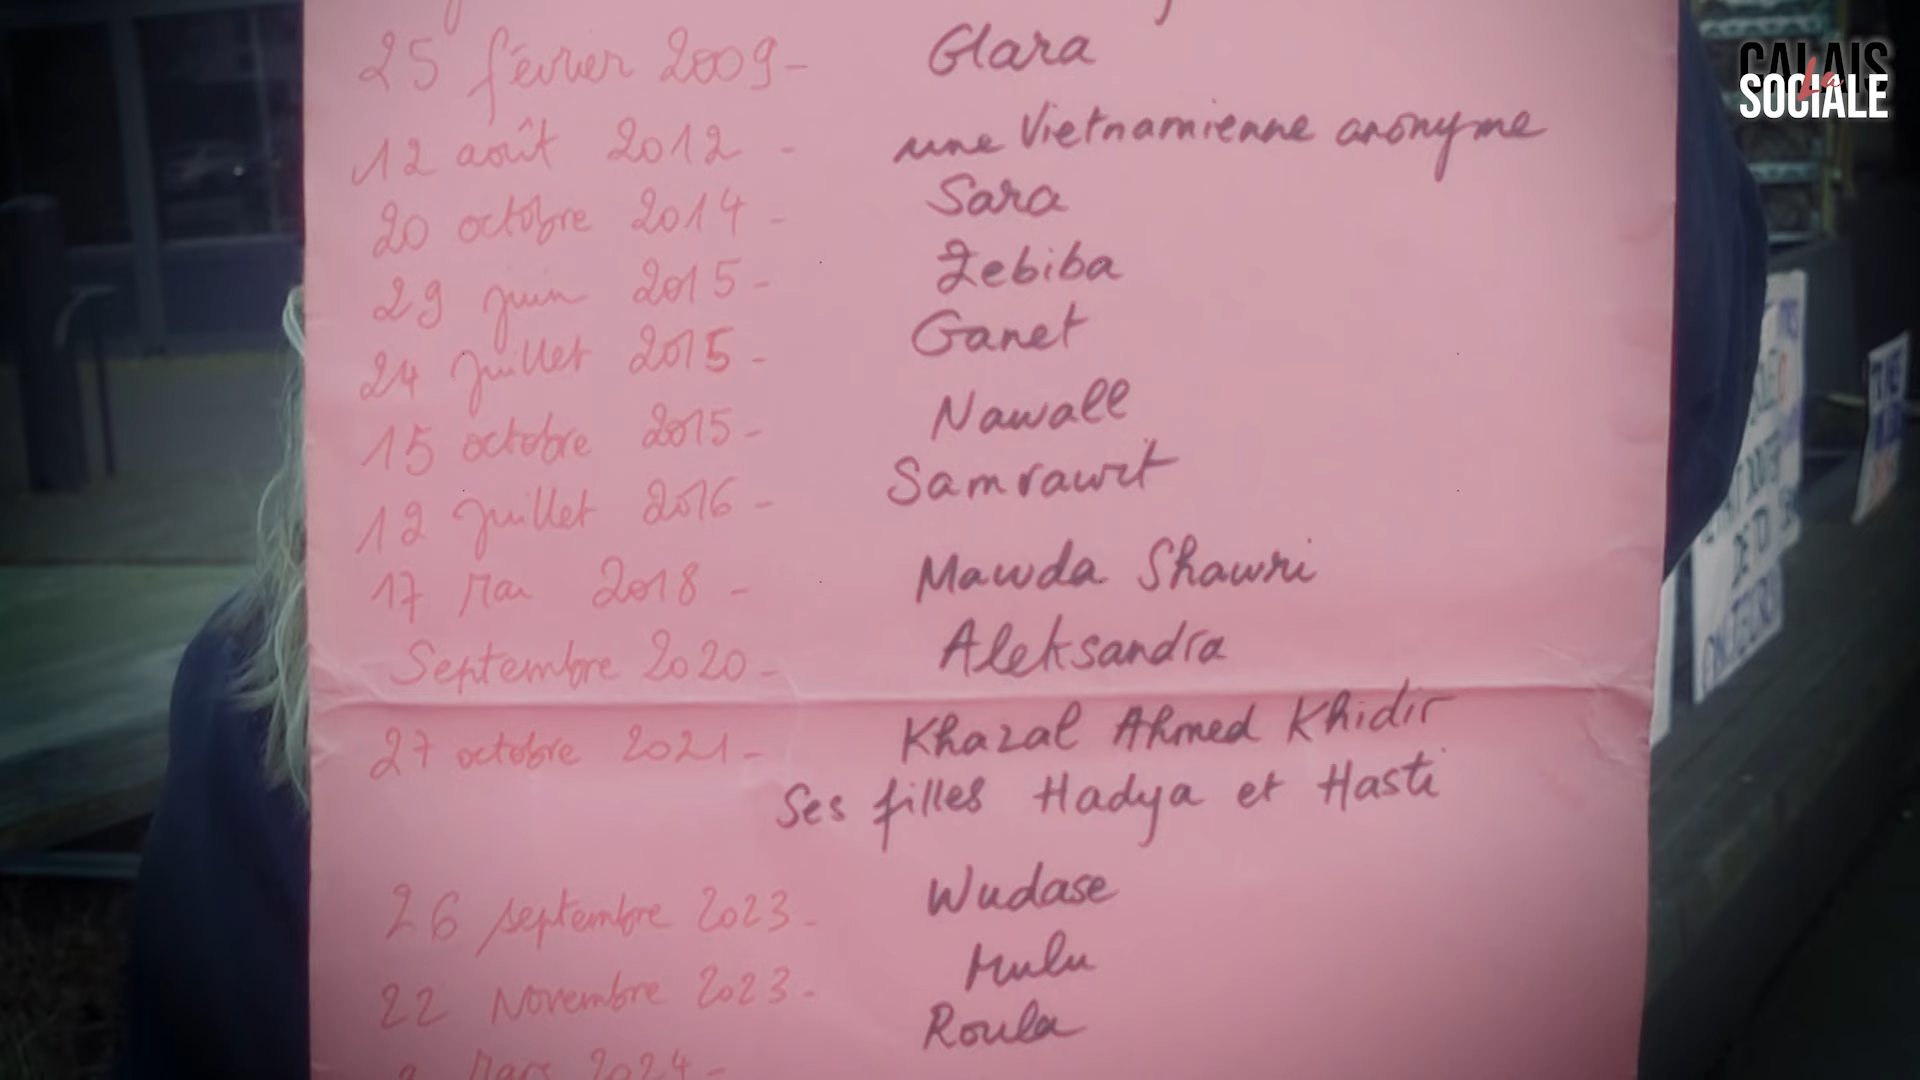 CALAIS
La
SOCIALE
25 février 2009- Glara
12 août 2012 - une Vietnamienne anonyme
20 octobre 2014 - Sara
29 juin 2015 - Zebiba
24 Juillet 2015 - Ganet
15 octobre 2015 - Nawall
12 Juillet 2016 - Samrawit
17 Mai 2018 - Mawda Shawri
Septembre 2020 - Aleksandra
27 octobre 2021 - Khazal Ahmed Khidir
Ses filles Hadya et Hasti
26 septembre 2023 - Wudase
22 Novembre 2023 - Mulu
Mars 2024 - Roula